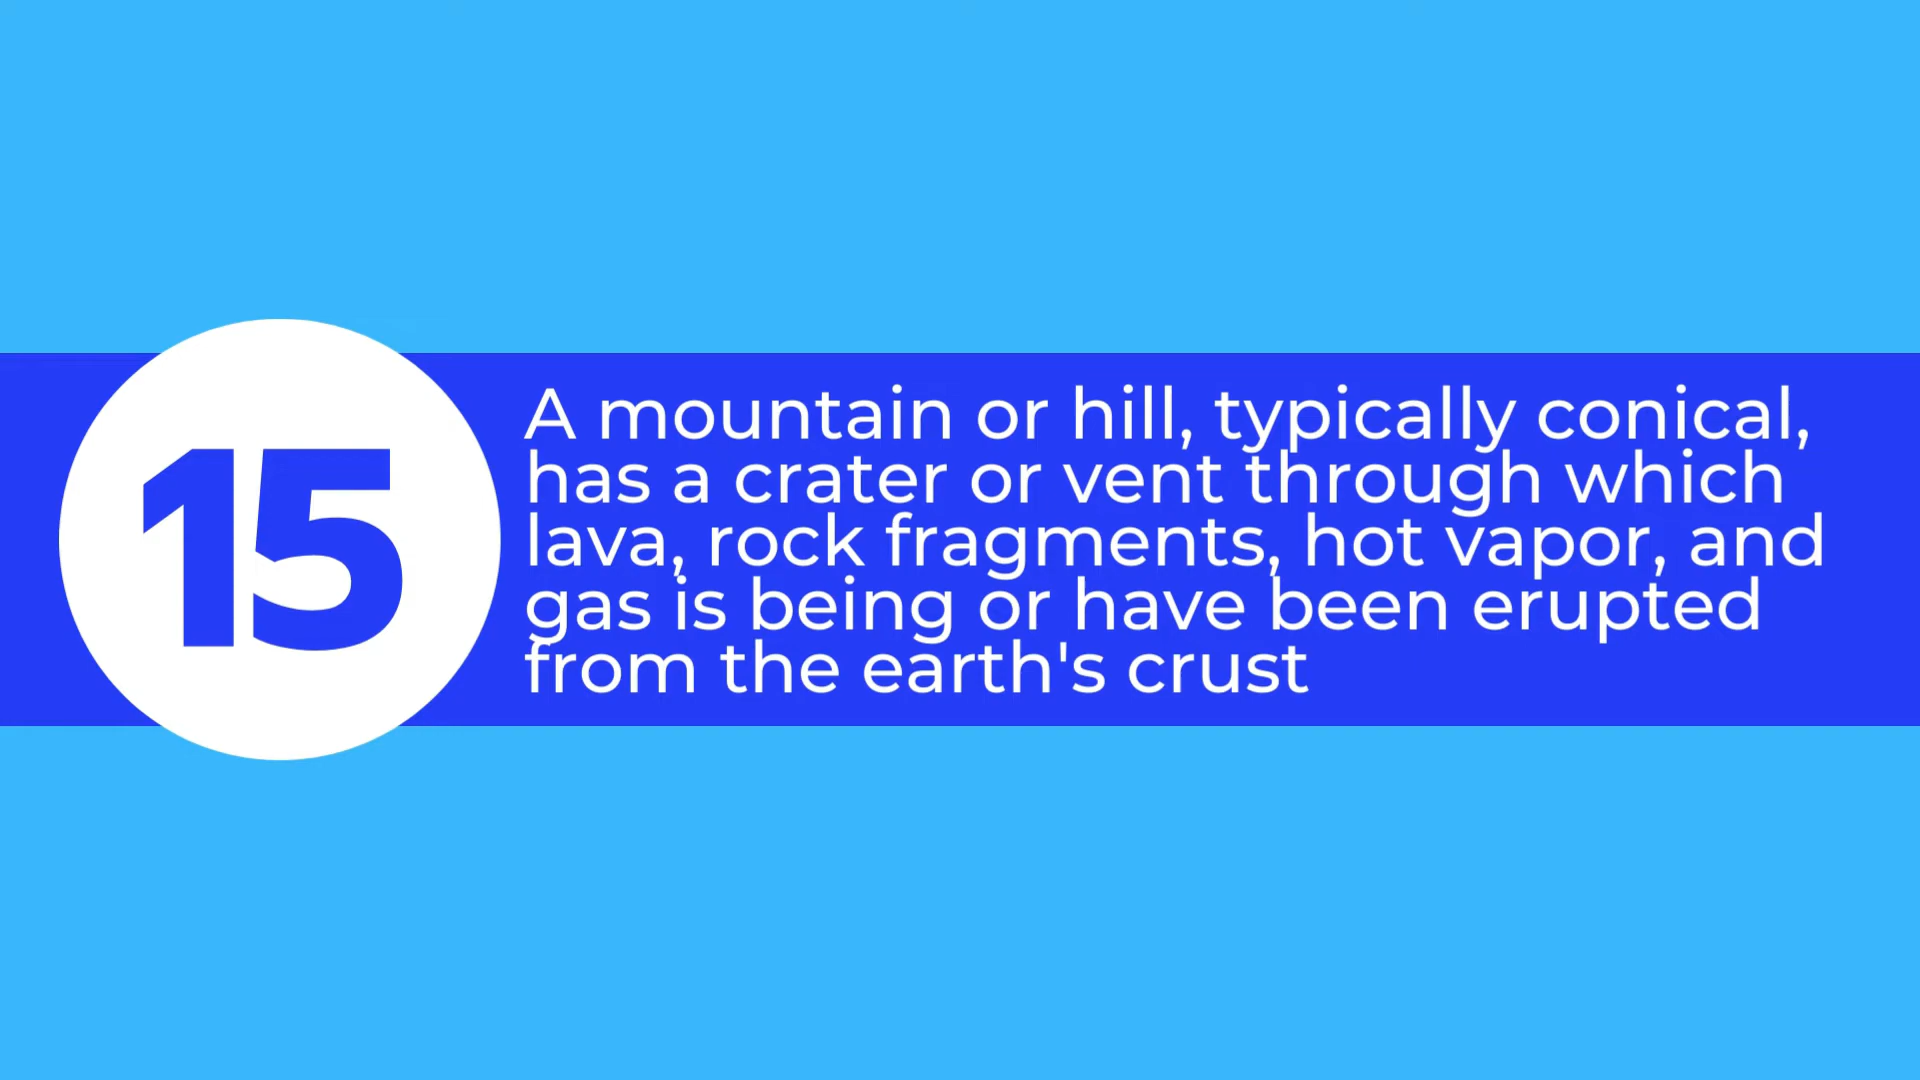 15
A mountain or hill, typically conical,
has a crater or vent through which
lava, rock fragments, hot vapor, and
gas is being or have been erupted
from the earth's crust